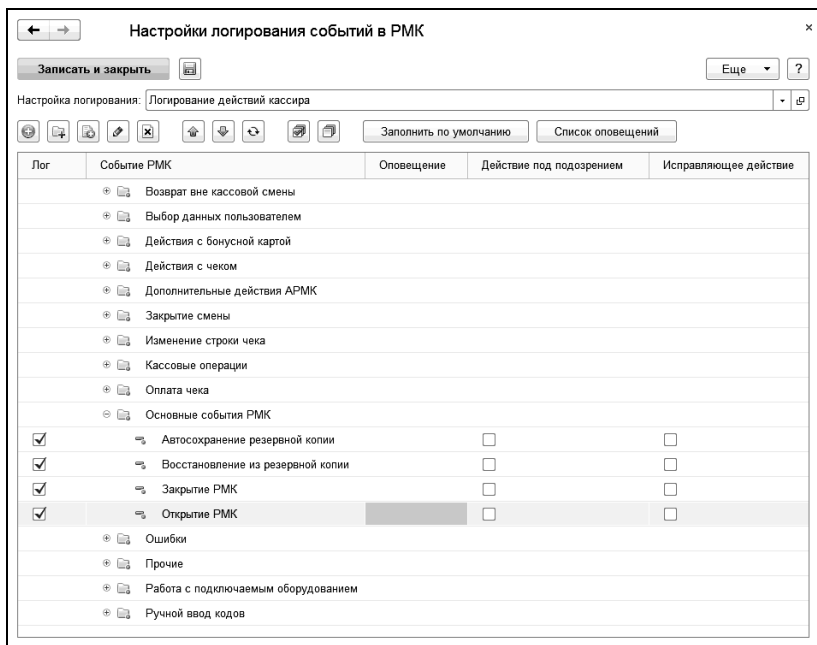 Настройки логирования событий в РМК
Записать и закрыть Еще ?
Настройка логирования: Логирование действий кассира
Заполнить по умолчанию Список оповещений
Лог Событие РМК Оповещение Действие под подозрением Исправляющее действие
Возврат вне кассовой смены
Выбор данных пользователем
Действия с бонусной картой
Действия с чеком
Дополнительные действия АРМК
Закрытие смены
Изменение строки чека
Кассовые операции
Оплата чека
Основные события РМК
Автосохранение резервной копии
Восстановление из резервной копии
Закрытие РМК
Открытие РМК
Ошибки
Прочие
Работа с подключаемым оборудованием
Ручной ввод кодов